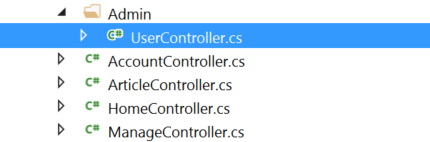 Admin
C# UserController.cs
C# AccountController.cs
C# ArticleController.cs
C# HomeController.cs
C# ManageController.cs